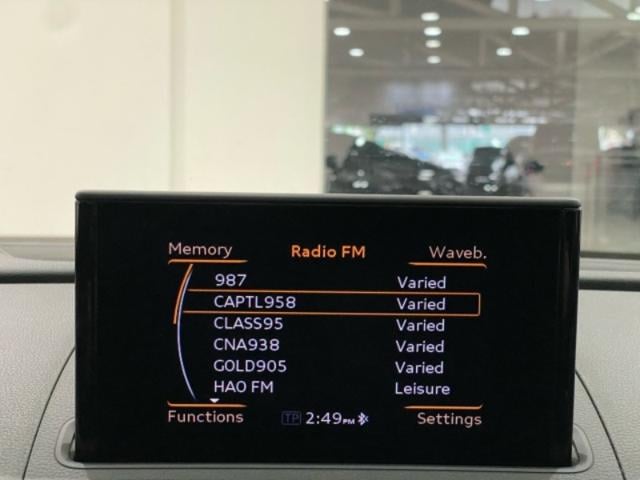 Memory Radio FM Waveb.
987 Varied
CAPTL958 Varied
CLASS95 Varied
CNA938 Varied
GOLD905 Varied
HAO FM Leisure
Functions TP 2:49PM Settings